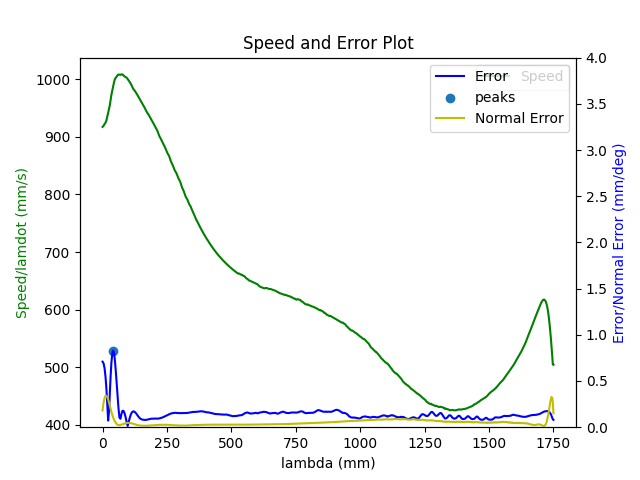 Speed and Error Plot
Speed/lamdot (mm/s)
1000
900
800
700
600
500
400
Error
Speed
peaks
Normal Error
4.0
3.5
3.0
2.5
2.0
1.5
1.0
0.5
0.0
Error/Normal Error (mm/deg)
0 250 500 750 1000 1250 1500 1750
lambda (mm)